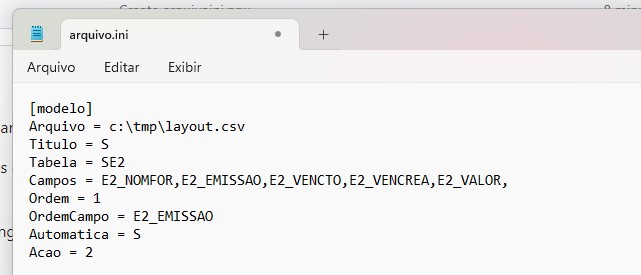 arquivo.ini
Arquivo Editar Exibir
[modelo]
Arquivo = c:\tmp\layout.csv
Titulo = S
Tabela = SE2
Campos = E2_NOMFOR,E2_EMISSAO,E2_VENCTO,E2_VENCREA,E2_VALOR,
Ordem = 1
OrdemCampo = E2_EMISSAO
Automatica = S
Acao = 2